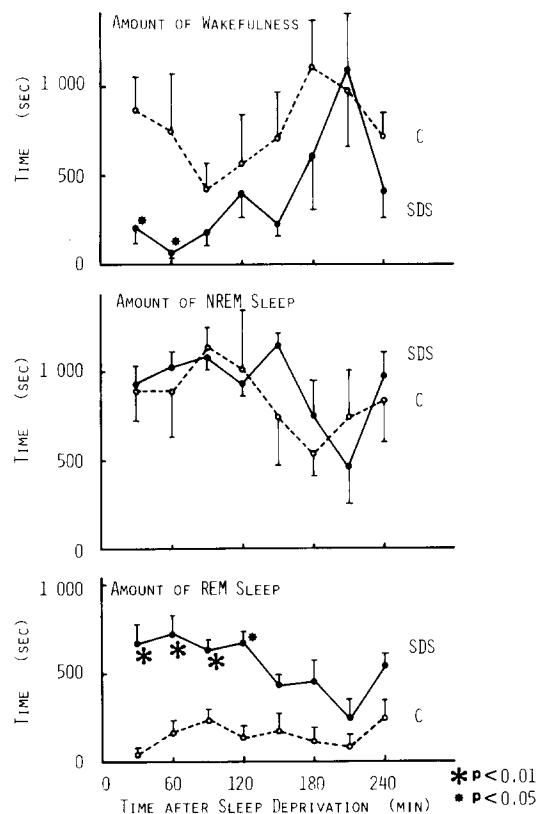 AMOUNT OF WAKEFULNESS
1 000
500
0
TIME (SEC)
C
SDS
AMOUNT OF NREM SLEEP
1 000
500
0
TIME (SEC)
SDS
C
1 000
AMOUNT OF REM SLEEP
500
0
TIME (SEC)
SDS
C
0 60 120 180 240
TIME AFTER SLEEP DEPRIVATION (MIN)
* P<0.01
* P<0.05